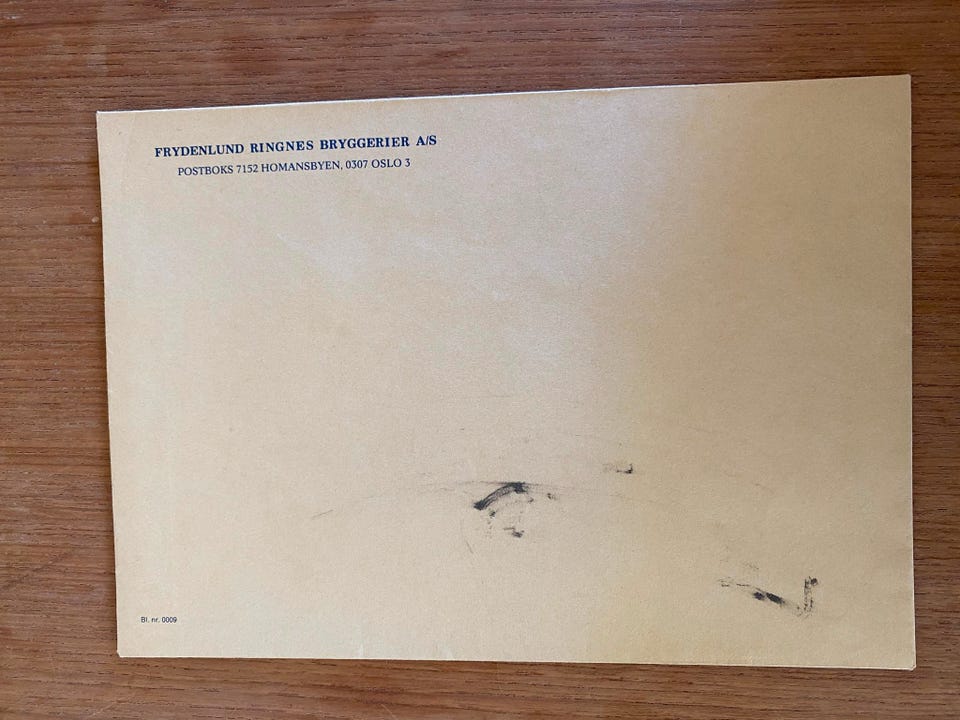 FRYDENLUND RINGNES BRYGGERIER A/S
POSTBOKS 7152 HOMANSBYEN, 0307 OSLO 3
Bl. nr. 0009